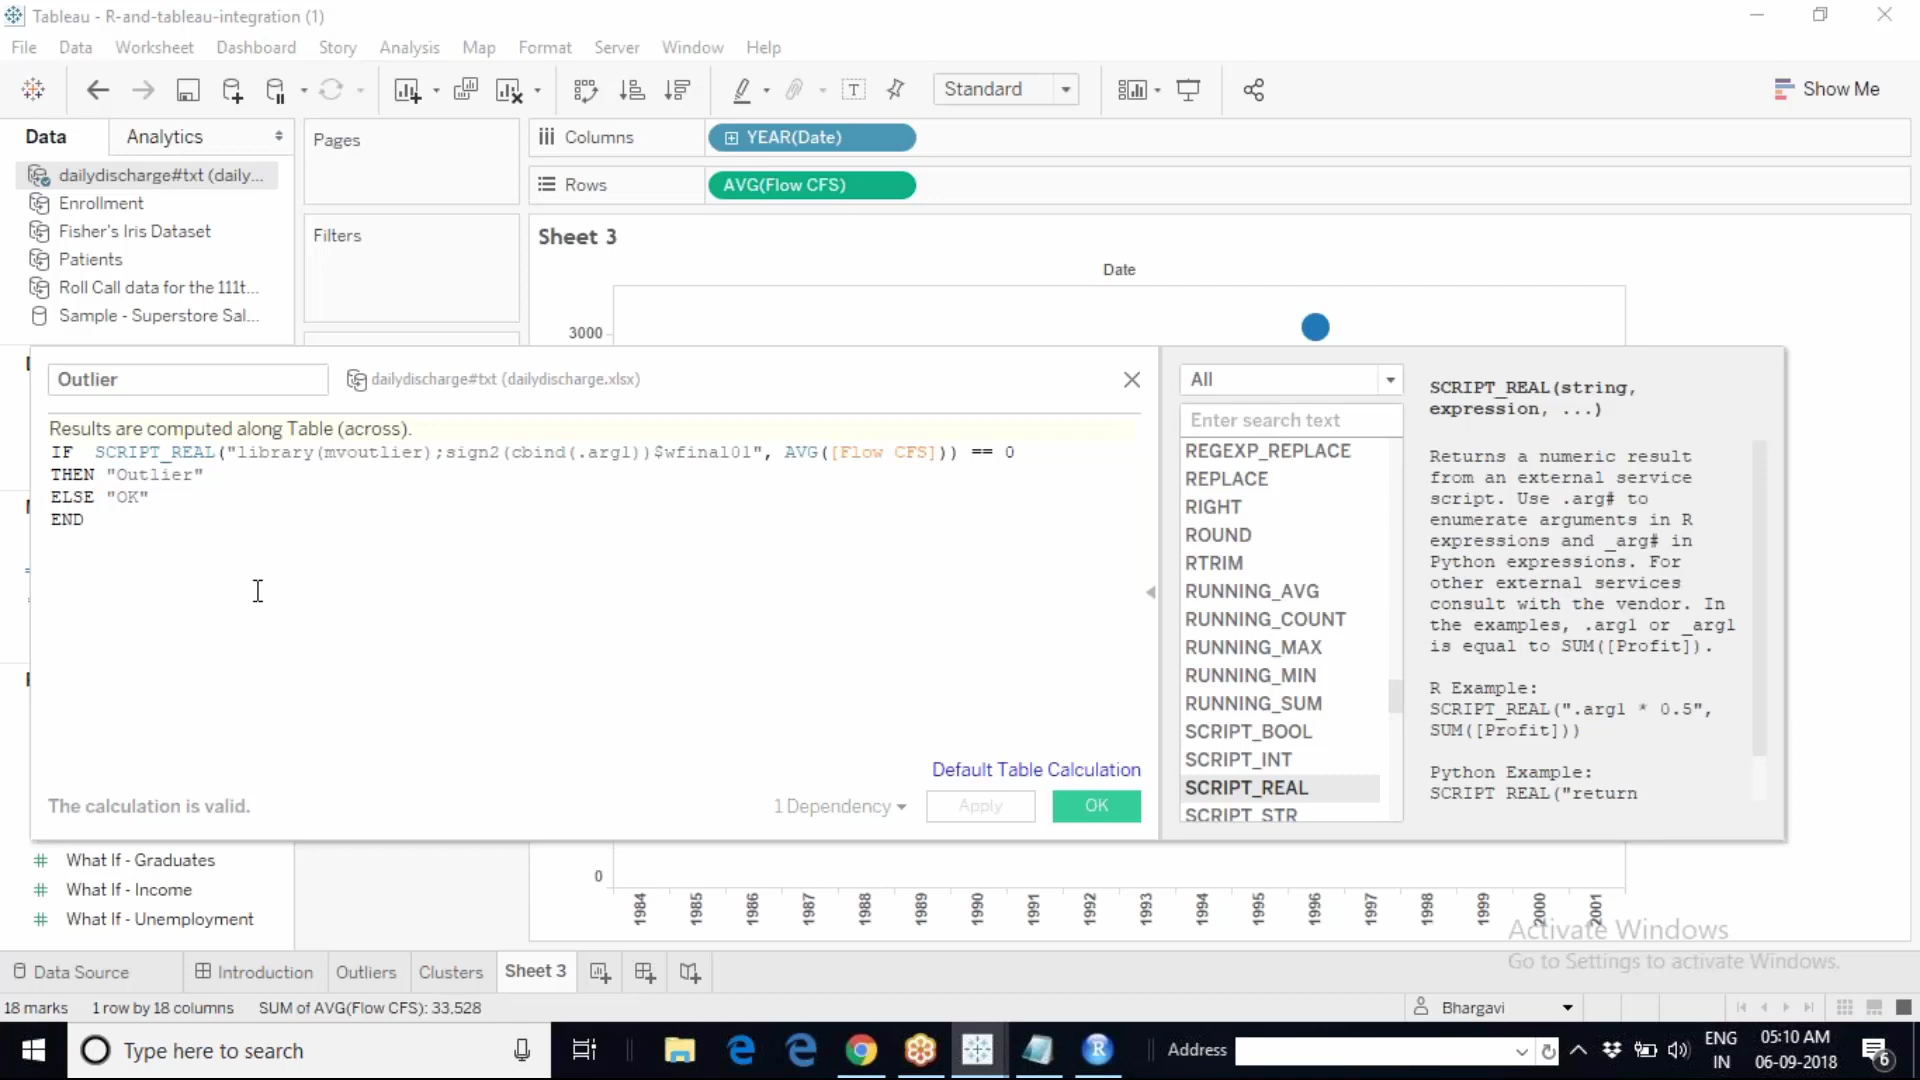 Tableau - R-and-tableau-integration (1)
File Data Worksheet Dashboard Story Analysis Map Format Server Window Help
Standard
Show Me
Data Analytics
Pages
Columns
YEAR(Date)
dailydischarge#txt (daily...
Enrollment
Fisher's Iris Dataset
Patients
Roll Call data for the 111t...
Sample - Superstore Sal...
Rows
AVG(Flow CFS)
Filters
Sheet 3
Date
3000
Outlier
dailydischarge#txt (dailydischarge.xlsx)
Results are computed along Table (across).
IF SCRIPT_REAL("library(mvoutlier);sign2(cbind(.arg1))$wfinal01", AVG([Flow CFS])) == 0
THEN "Outlier"
ELSE "OK"
END
Default Table Calculation
The calculation is valid.
1 Dependency
Apply
OK
All
Enter search text
REGEXP_REPLACE
REPLACE
RIGHT
ROUND
RTRIM
RUNNING_AVG
RUNNING_COUNT
RUNNING_MAX
RUNNING_MIN
RUNNING_SUM
SCRIPT_BOOL
SCRIPT_INT
SCRIPT_REAL
SCRIPT_STR
SCRIPT_REAL(string,
expression, ...)
Returns a numeric result
from an external service
script. Use .arg# to
enumerate arguments in R
expressions and _arg# in
Python expressions. For
other external services
consult with the vendor. In
the examples, .arg1 or _arg1
is equal to SUM([Profit]).
R Example:
SCRIPT_REAL(".arg1 * 0.5",
SUM([Profit]))
Python Example:
SCRIPT_REAL("return
What If - Graduates
What If - Income
What If - Unemployment
0
1984 1985 1986 1987 1988 1989 1990 1991 1992 1993 1994 1995 1996 1997 1998 1999 2000 2001
Activate Windows
Go to Settings to activate Windows.
Data Source Introduction Outliers Clusters Sheet 3
18 marks 1 row by 18 columns SUM of AVG(Flow CFS): 33,528
Bhargavi
Type here to search
Address
ENG
IN
05:10 AM
06-09-2018
6